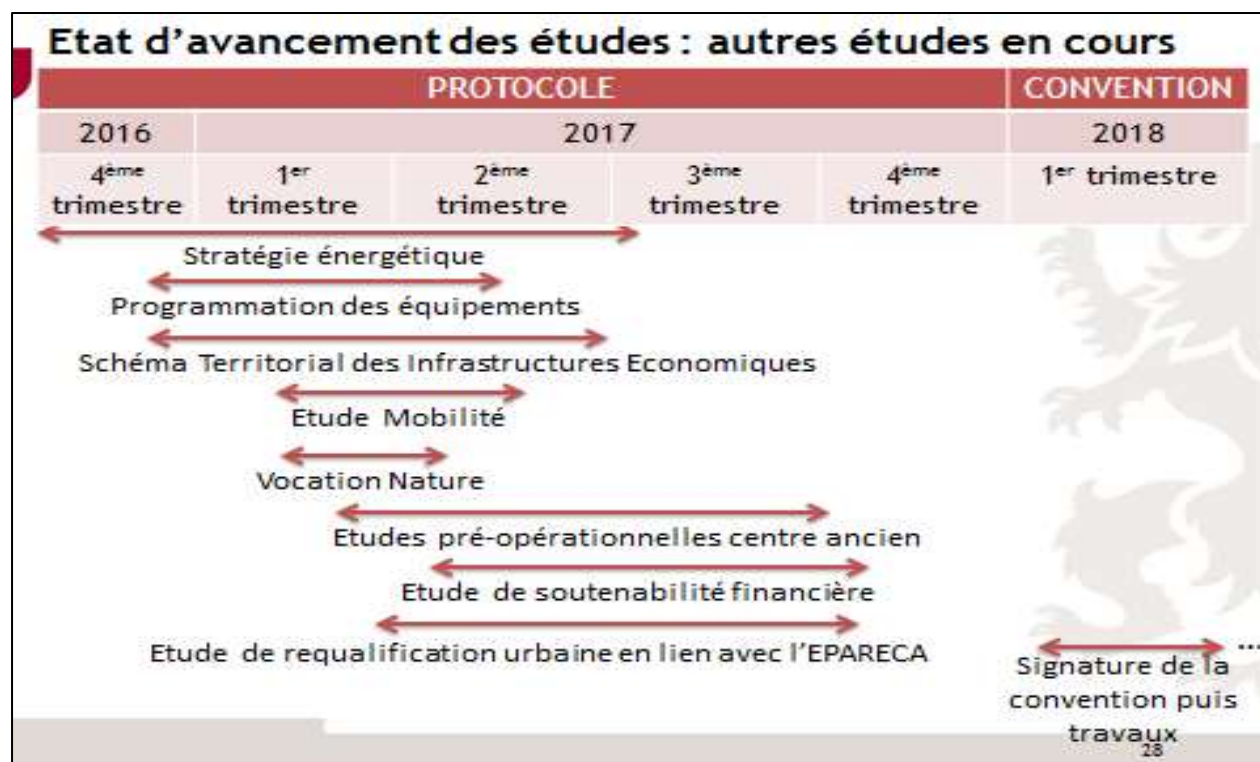 Etat d'avancement des études : autres études en cours
PROTOCOLE CONVENTION
2016 2017 2018
4ème trimestre 1er trimestre 2ème trimestre 3ème trimestre 4ème trimestre 1er trimestre
Stratégie énergétique
Programmation des équipements
Schéma Territorial des Infrastructures Economiques
Etude Mobilité
Vocation Nature
Etudes pré-opérationnelles centre ancien
Etude de soutenabilité financière
Etude de requalification urbaine en lien avec l'EPARECA
...
Signature de la
convention puis
travaux
28